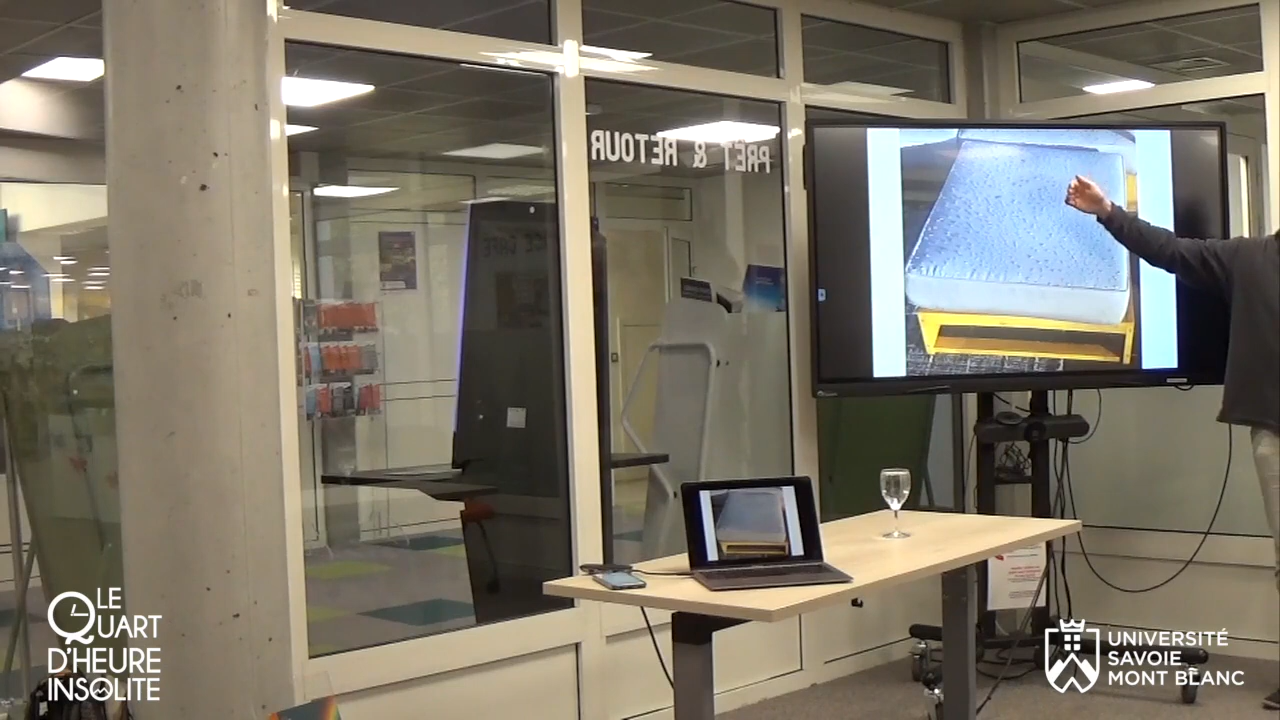 PRÊT & RETOUR
LE
QUART
D'HEURE
INSOLITE
UNIVERSITÉ
SAVOIE
MONT BLANC